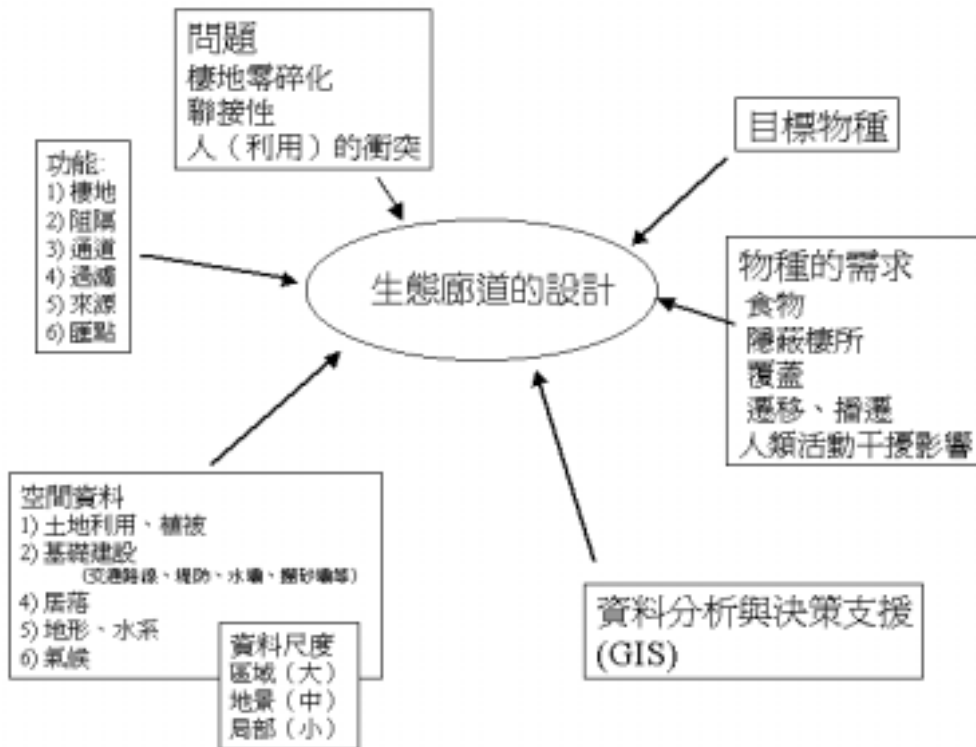 問題
棲地零碎化
聯接性
人（利用）的衝突
目標物種
功能:
1) 棲地
2) 阻隔
3) 通道
4) 過濾
5) 來源
6) 匯點
生態廊道的設計
物種的需求
食物
隱蔽棲所
覆蓋
遷移、播遷
人類活動干擾影響
空間資料
1) 土地利用、植被
2) 基礎建設
(交通路線、堤防、水壩、攔砂壩等)
4) 居落
5) 地形、水系
6) 氣候
資料尺度
區域（大）
地景（中）
局部（小）
資料分析與決策支援
(GIS)